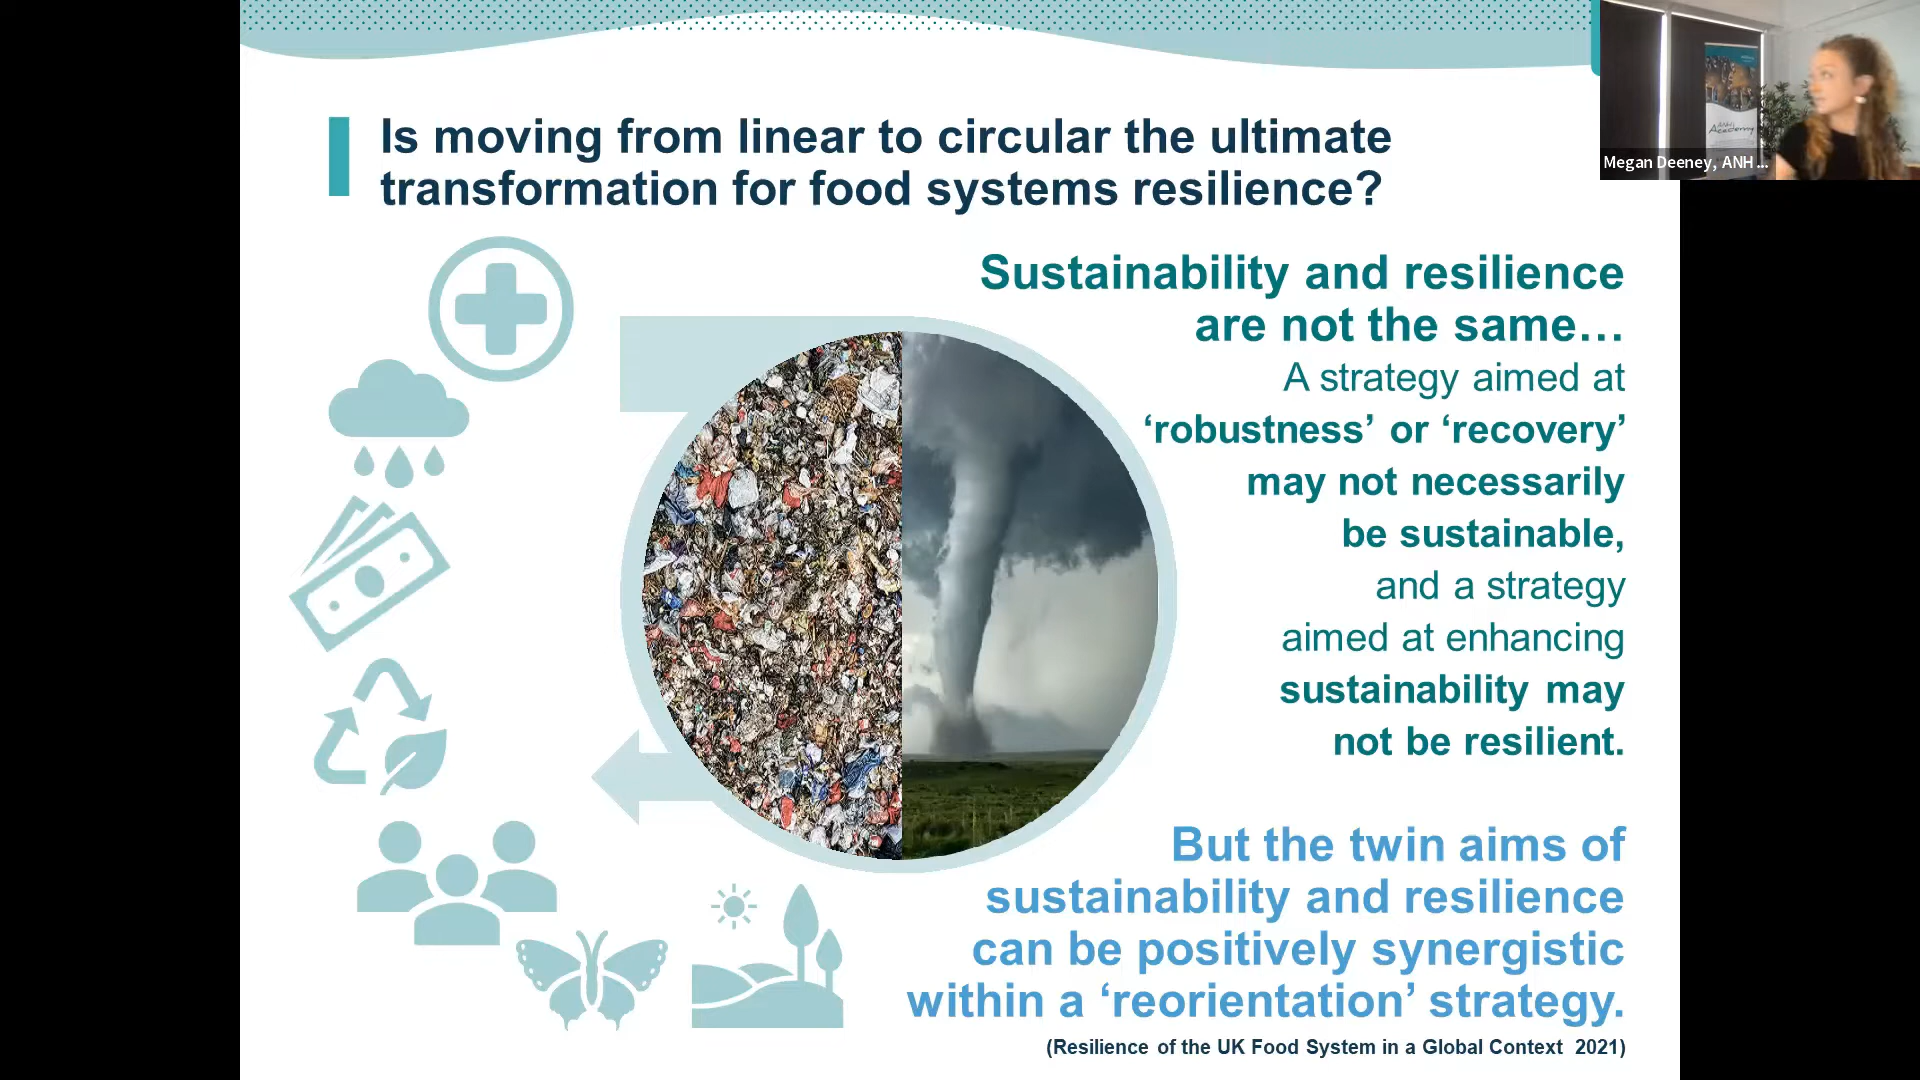 Is moving from linear to circular the ultimate
transformation for food systems resilience?
Sustainability and resilience
are not the same…
A strategy aimed at
‘robustness’ or ‘recovery’
may not necessarily
be sustainable,
and a strategy
aimed at enhancing
sustainability may
not be resilient.
But the twin aims of
sustainability and resilience
can be positively synergistic
within a ‘reorientation’ strategy.
(Resilience of the UK Food System in a Global Context 2021)
Megan Deeney, ANH ...
Academy